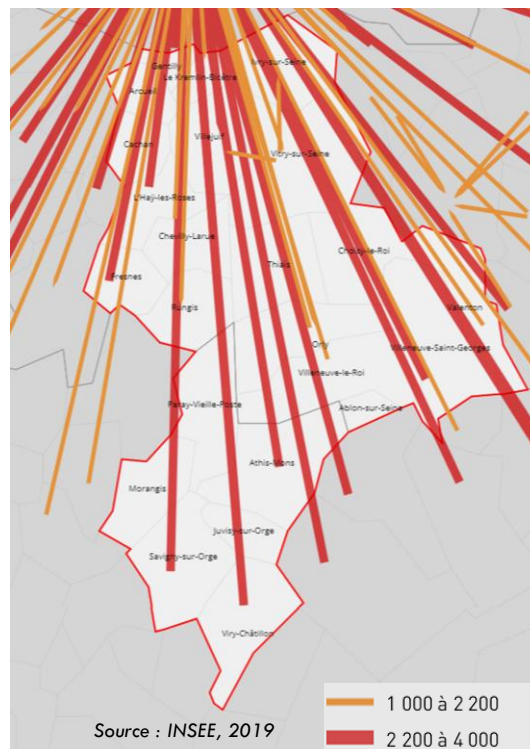 Gentilly
Ivry-sur-Seine
Le Kremlin-Bicêtre
Arcueil
Villejuif
Cachan
Vitry-sur-Seine
L'Haÿ-les-Roses
Chevilly-Larue
Choisy-le-Roi
Thiais
Fresnes
Rungis
Valenton
Orly
Villeneuve-Saint-Georges
Villeneuve-le-Roi
Paray-Vieille-Poste
Ablon-sur-Seine
Athis-Mons
Morangis
Juvisy-sur-Orge
Savigny-sur-Orge
Viry-Châtillon
1 000 à 2 200
Source : INSEE, 2019
2 200 à 4 000